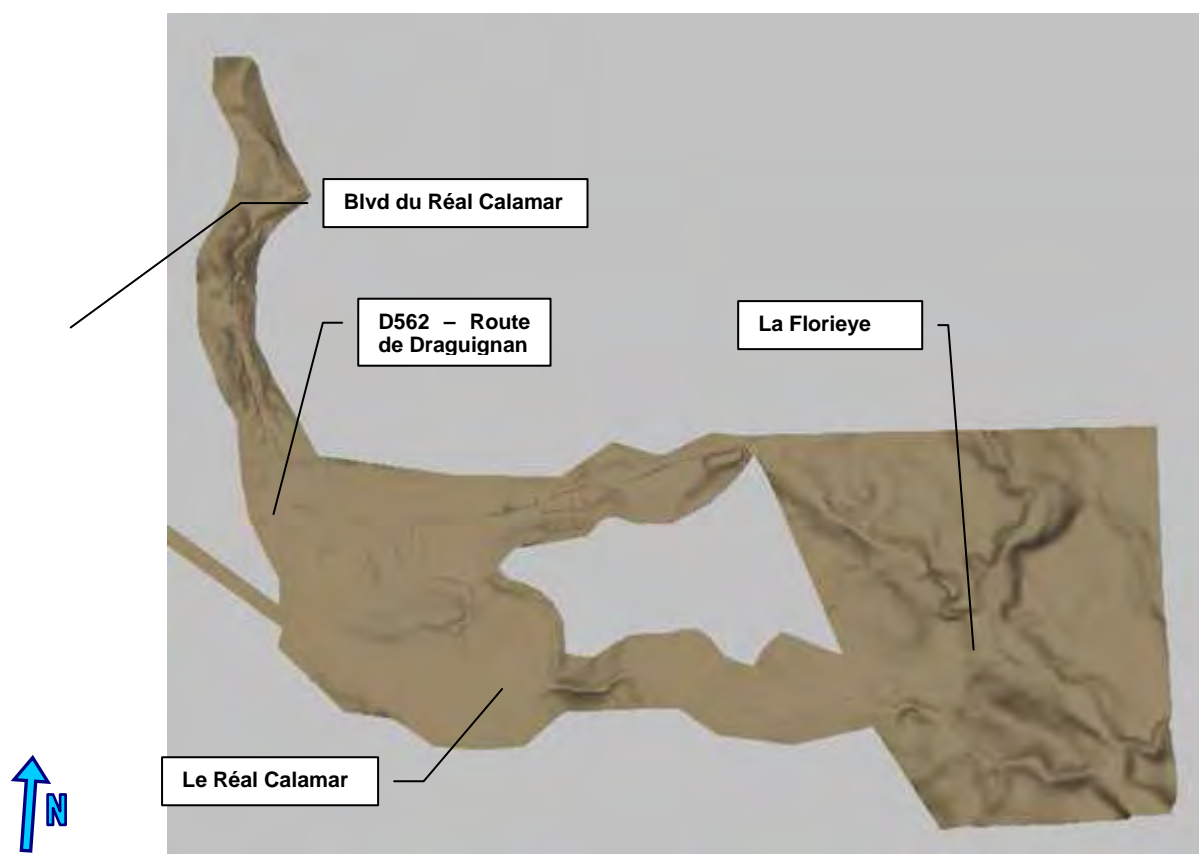 Blvd du Réal Calamar
D562 – Route
de Draguignan
La Florieye
Le Réal Calamar
N